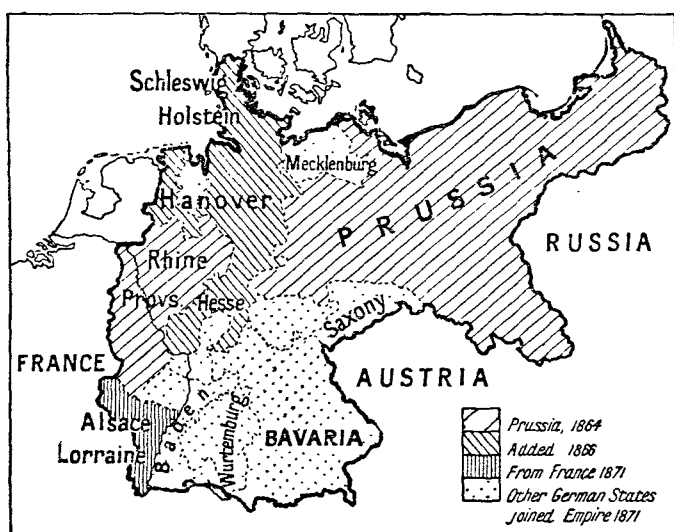 Schleswig
Holstein
Mecklenburg
Hanover
PRUSSIA
RUSSIA
Rhine
Provs.
Hesse
Saxony
FRANCE
AUSTRIA
Alsace
Lorraine
Baden
Wurtemburg
BAVARIA
Prussia, 1864
Added 1866
From France 1871
Other German States
joined Empire 1871